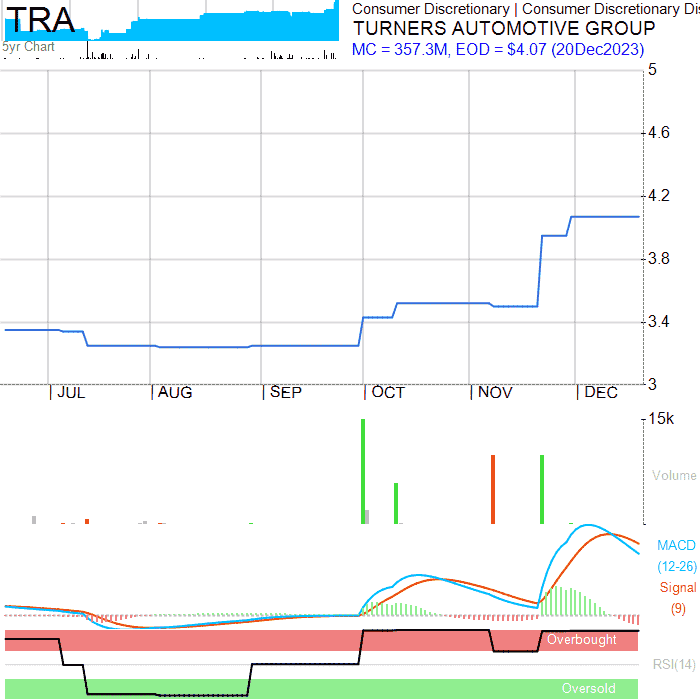 TRA
5yr Chart
Consumer Discretionary | Consumer Discretionary Dis
TURNERS AUTOMOTIVE GROUP
MC = 357.3M, EOD = $4.07 (20Dec2023)
5
4.6
4.2
3.8
3.4
3
JUL AUG SEP OCT NOV DEC
15k
Volume
MACD
(12-26)
Signal
(9)
Overbought
RSI(14)
Oversold